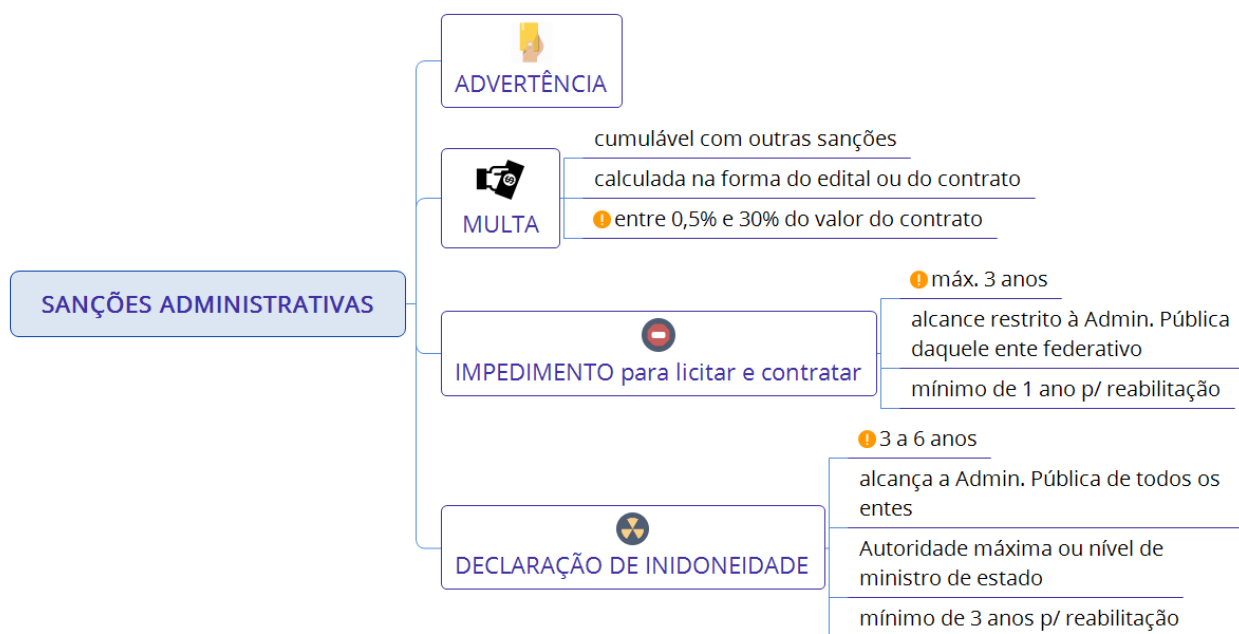 SANÇÕES ADMINISTRATIVAS
ADVERTÊNCIA
MULTA
cumulável com outras sanções
calculada na forma do edital ou do contrato
! entre 0,5% e 30% do valor do contrato
IMPEDIMENTO para licitar e contratar
! máx. 3 anos
alcance restrito à Admin. Pública
daquele ente federativo
mínimo de 1 ano p/ reabilitação
DECLARAÇÃO DE INIDONEIDADE
! 3 a 6 anos
alcança a Admin. Pública de todos os
entes
Autoridade máxima ou nível de
ministro de estado
mínimo de 3 anos p/ reabilitação